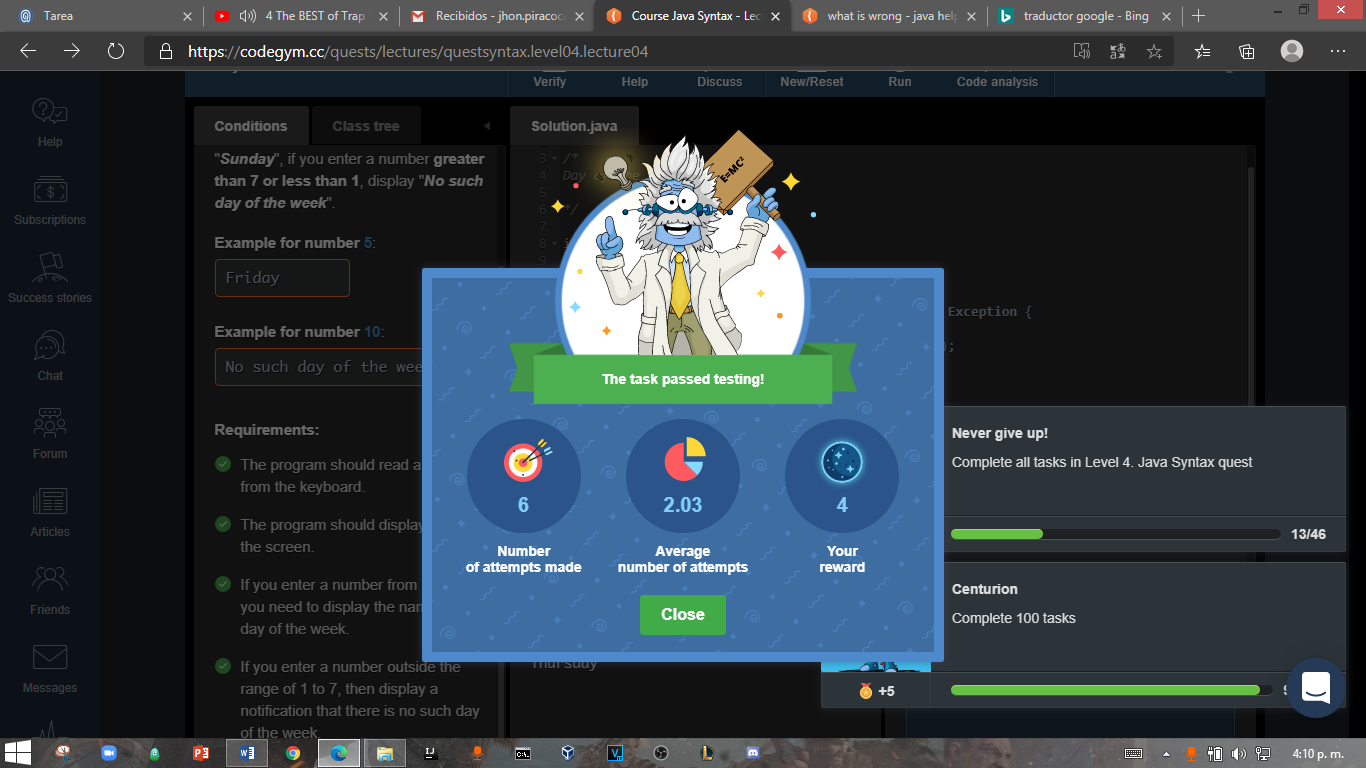 Tarea
4 The BEST of Trap
Recibidos - jhon.piracoca
Course Java Syntax - Lec
what is wrong - java help
traductor google - Bing
https://codegym.cc/quests/lectures/questsyntax.level04.lecture04
Verify
Help
Discuss
New/Reset
Run
Code analysis
Help
Subscriptions
Success stories
Chat
Forum
Articles
Friends
Messages
Conditions
Class tree
Solution.java
"Sunday", if you enter a number greater
than 7 or less than 1, display "No such
day of the week".
Example for number 5:
Friday
Example for number 10:
No such day of the wee
Requirements:
The program should read a
from the keyboard.
The program should display
the screen.
If you enter a number from
you need to display the nam
day of the week.
If you enter a number outside the
range of 1 to 7, then display a
notification that there is no such day
of the week
3 /*
4 Day
6 */
7
8
9
Exception {
);
E=MC²
The task passed testing!
6
Number
of attempts made
2.03
Average
number of attempts
4
Your
reward
Close
Thursday
Never give up!
Complete all tasks in Level 4. Java Syntax quest
13/46
Centurion
Complete 100 tasks
+5
4:10 p. m.